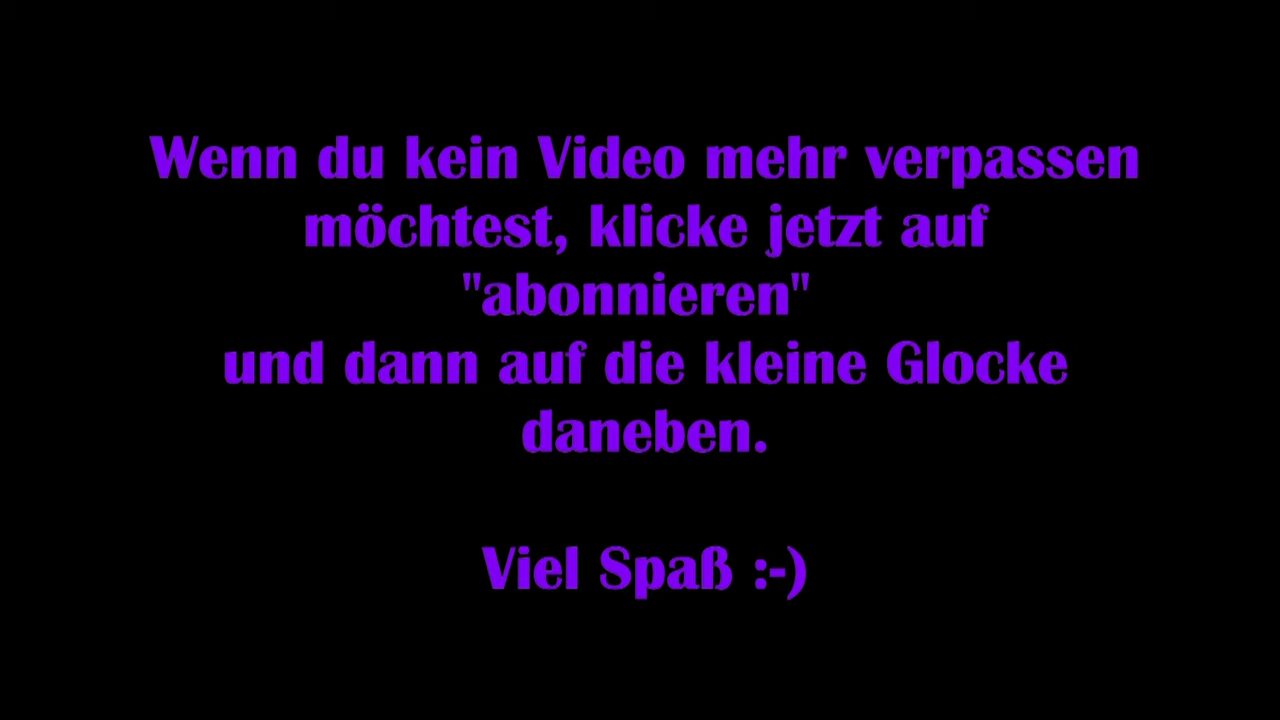 Wenn du kein Video mehr verpassen
möchtest, klicke jetzt auf
"abonnieren"
und dann auf die kleine Glocke
daneben.
Viel Spaß :-)